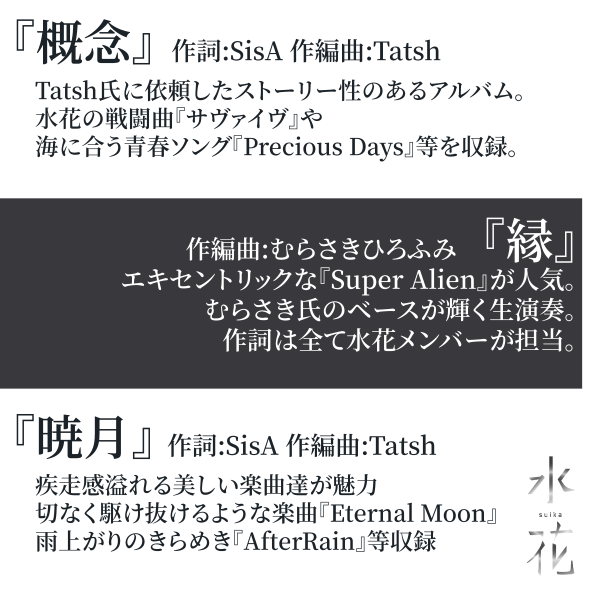 『概念』 作詞:SisA 作編曲:Tatsh
Tatsh氏に依頼したストーリー性のあるアルバム。
水花の戦闘曲『サヴァイヴ』や
海に合う青春ソング『Precious Days』等を収録。
作編曲:むらさきひろふみ 『縁』
エキセントリックな『Super Alien』が人気。
むらさき氏のベースが輝く生演奏。
作詞は全て水花メンバーが担当。
『暁月』 作詞:SisA 作編曲:Tatsh
疾走感溢れる美しい楽曲達が魅力
切なく駆け抜けるような楽曲『Eternal Moon』
雨上がりのきらめき『AfterRain』等収録
水
suika
花